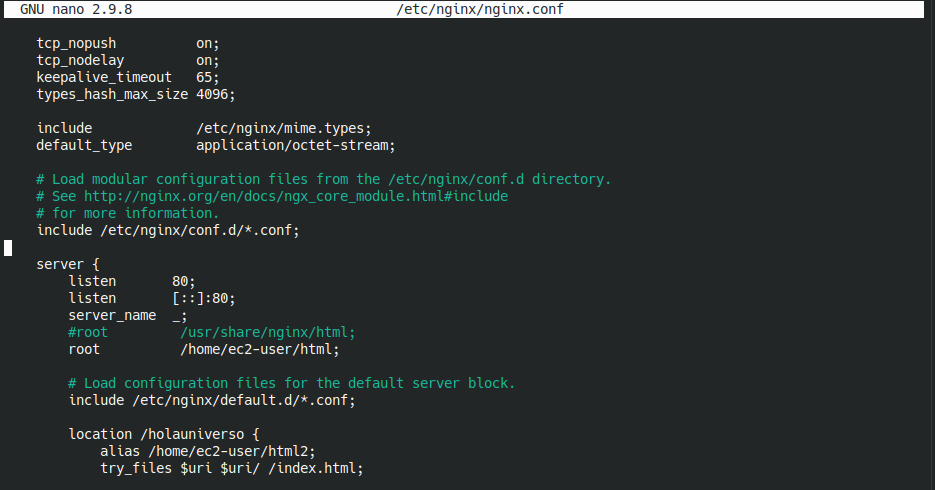 GNU nano 2.9.8 /etc/nginx/nginx.conf
tcp_nopush on;
tcp_nodelay on;
keepalive_timeout 65;
types_hash_max_size 4096;
include /etc/nginx/mime.types;
default_type application/octet-stream;
# Load modular configuration files from the /etc/nginx/conf.d directory.
# See http://nginx.org/en/docs/ngx_core_module.html#include
# for more information.
include /etc/nginx/conf.d/*.conf;
server {
listen 80;
listen [::]:80;
server_name _;
#root /usr/share/nginx/html;
root /home/ec2-user/html;
# Load configuration files for the default server block.
include /etc/nginx/default.d/*.conf;
location /holauniverso {
alias /home/ec2-user/html2;
try_files $uri $uri/ /index.html;